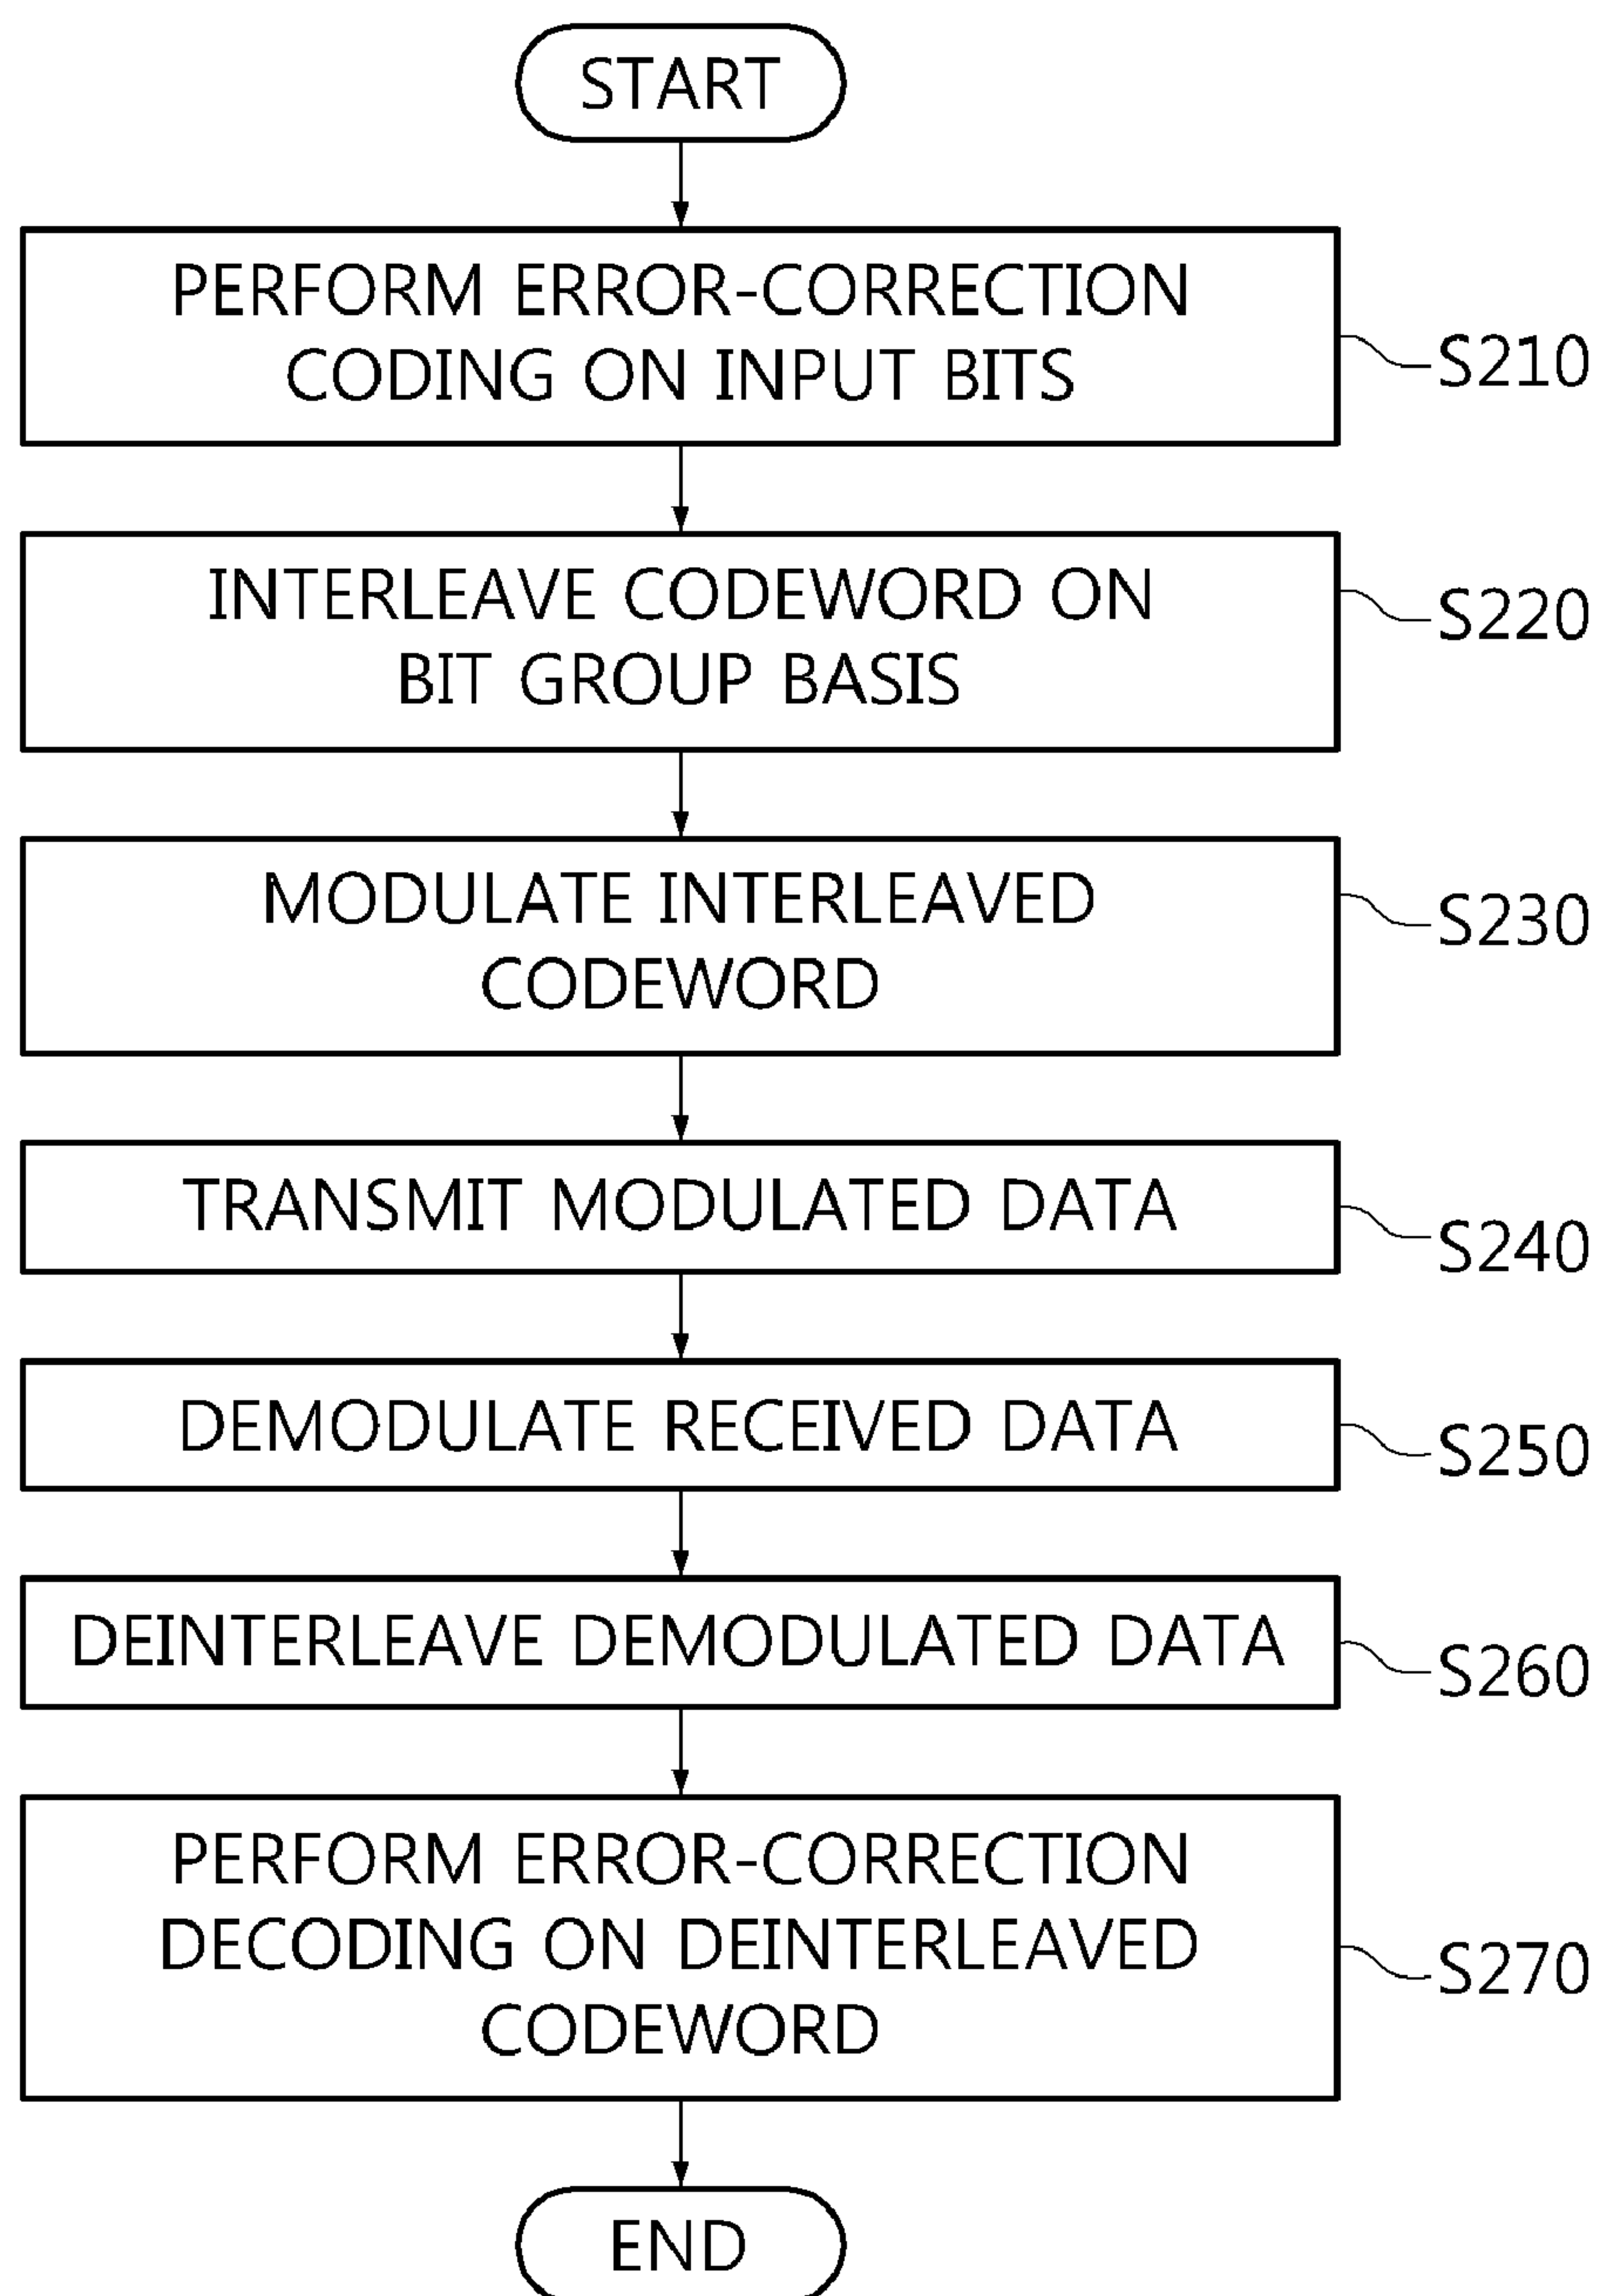 START
PERFORM ERROR-CORRECTION
CODING ON INPUT BITS
S210
INTERLEAVE CODEWORD ON
BIT GROUP BASIS
S220
MODULATE INTERLEAVED
CODEWORD
S230
TRANSMIT MODULATED DATA
S240
DEMODULATE RECEIVED DATA
S250
DEINTERLEAVE DEMODULATED DATA
S260
PERFORM ERROR-CORRECTION
DECODING ON DEINTERLEAVED
CODEWORD
S270
END